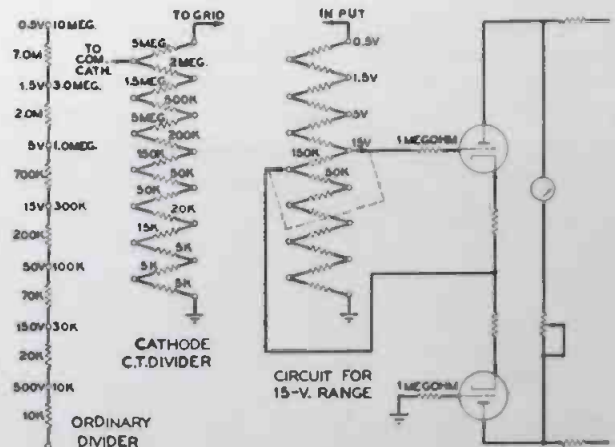 0.5V 10 MEG.
7.0M
1.5V 3.0MEG.
2.0M
5V 1.0MEG.
700K
15V 300K
200K
50V 100K
70K
150V 30K
20K
500V 10K
10K
ORDINARY
DIVIDER
TO GRID
TO
COM.
CATH.
5MEG.
2MEG.
1.5MEG.
500K
5MEG.
200K
150K
50K
50K
20K
15K
5K
5K
5K
CATHODE
C.T. DIVIDER
IN PUT
0.5V
1.5V
5V
15V
150K
50K
CIRCUIT FOR
15-V. RANGE
1 MEGOHM
1 MEGOHM